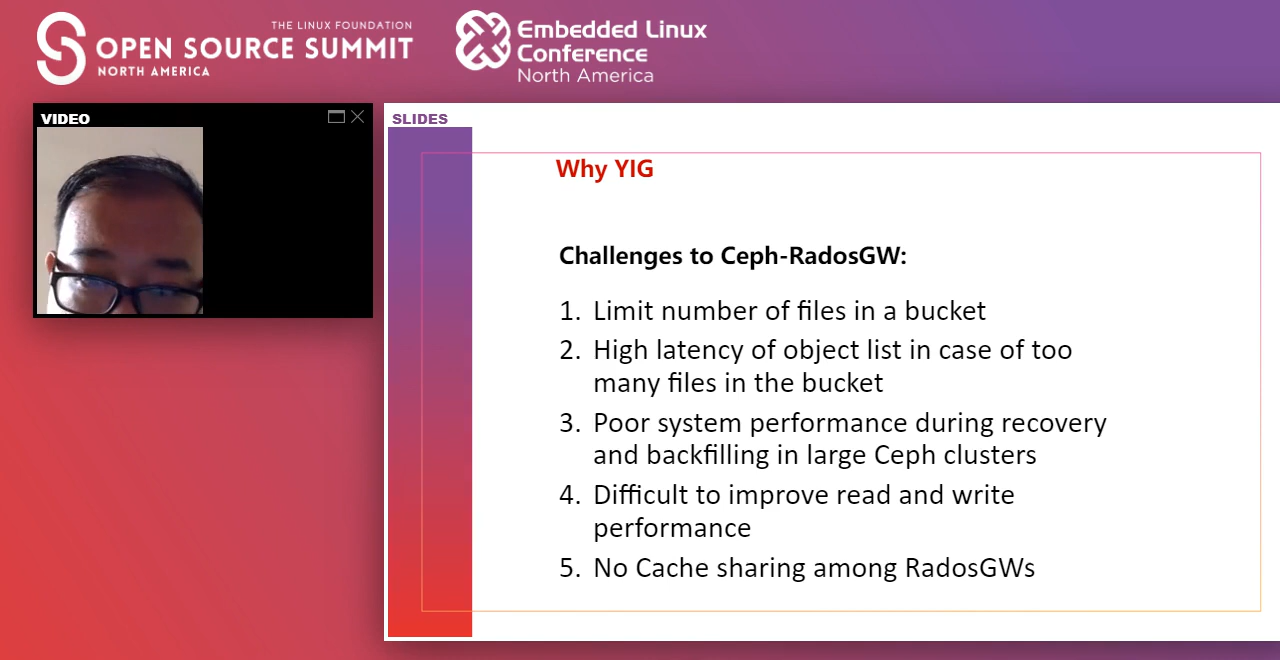 THE LINUX FOUNDATION
OPEN SOURCE SUMMIT
NORTH AMERICA
Embedded Linux
Conference
North America
VIDEO
SLIDES
Why YIG
Challenges to Ceph-RadosGW:
1. Limit number of files in a bucket
2. High latency of object list in case of too
many files in the bucket
3. Poor system performance during recovery
and backfilling in large Ceph clusters
4. Difficult to improve read and write
performance
5. No Cache sharing among RadosGWs